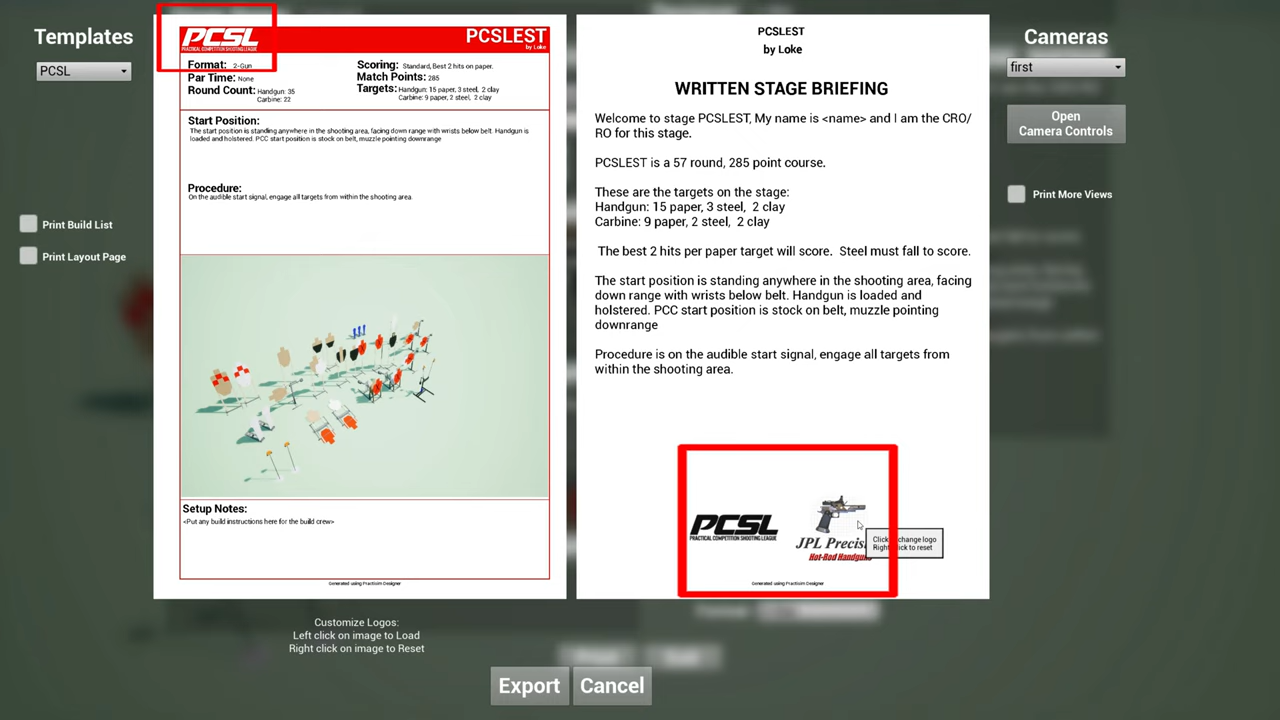 Templates
PCSL
Print Build List
Print Layout Page
PCSL
PRACTICAL COMPETITION SHOOTING LEAGUE
PCSLEST
by Loke
Format: 2-Gun
Par Time: None
Round Count: Handgun: 35
Carbine: 22
Scoring: Standard, Best 2 hits on paper.
Match Points: 285
Targets: Handgun: 15 paper, 3 steel, 2 clay
Carbine: 9 paper, 2 steel, 2 clay
Start Position:
The start position is standing anywhere in the shooting area, facing down range with wrists below belt. Handgun is
loaded and holstered. PCC start position is stock on belt, muzzle pointing downrange
Procedure:
On the audible start signal, engage all targets from within the shooting area.
Setup Notes:
<Put any build instructions here for the build crew>
Generated using Practisim Designer
PCSLEST
by Loke
WRITTEN STAGE BRIEFING
Welcome to stage PCSLEST, My name is <name> and I am the CRO/
RO for this stage.
PCSLEST is a 57 round, 285 point course.
These are the targets on the stage:
Handgun: 15 paper, 3 steel, 2 clay
Carbine: 9 paper, 2 steel, 2 clay
The best 2 hits per paper target will score. Steel must fall to score.
The start position is standing anywhere in the shooting area, facing
down range with wrists below belt. Handgun is loaded and
holstered. PCC start position is stock on belt, muzzle pointing
downrange
Procedure is on the audible start signal, engage all targets from
within the shooting area.
PCSL
PRACTICAL COMPETITION SHOOTING LEAGUE
JPL
Hot-Rod
Click change logo
Right click to reset
Generated using Practisim Designer
Cameras
first
Open
Camera Controls
Print More Views
Customize Logos:
Left click on image to Load
Right click on image to Reset
Export
Cancel